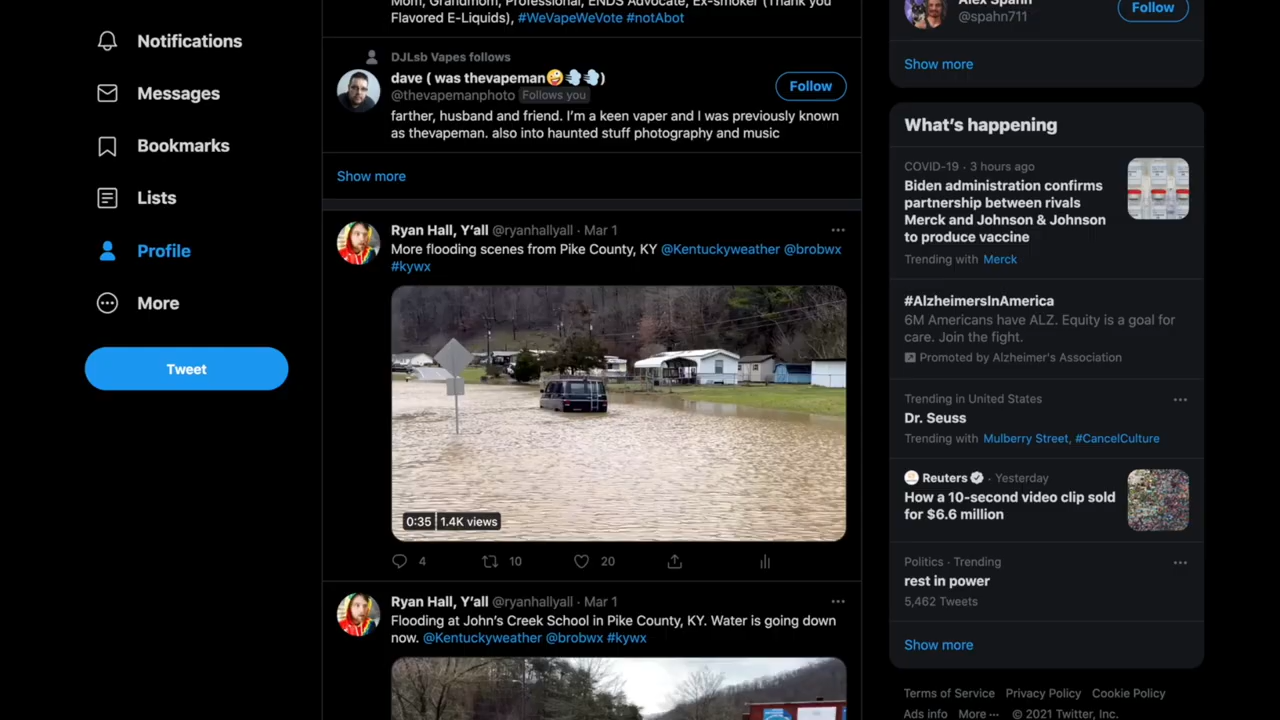 Notifications
Messages
Bookmarks
Lists
Profile
More
Tweet
Mom, Grandmom, Professional, ENDS Advocate, Ex-smoker (Thank you
Flavored E-Liquids), #WeVapeWeVote #notAbot
DJLsb Vapes follows
dave ( was thevapeman🤪💨💨)
@thevapemanphoto Follows you
Follow
farther, husband and friend. I'm a keen vaper and I was previously known
as thevapeman. also into haunted stuff photography and music
Show more
Ryan Hall, Y'all @ryanhallyall · Mar 1
More flooding scenes from Pike County, KY @Kentuckyweather @brobwx
#kywx
0:35 1.4K views
4 10 20
Ryan Hall, Y'all @ryanhallyall · Mar 1
Flooding at John's Creek School in Pike County, KY. Water is going down
now. @Kentuckyweather @brobwx #kywx
Alex Spahn
@spahn711
Follow
Show more
What's happening
COVID-19 · 3 hours ago
Biden administration confirms
partnership between rivals
Merck and Johnson & Johnson
to produce vaccine
Trending with Merck
#AlzheimersInAmerica
6M Americans have ALZ. Equity is a goal for
care. Join the fight.
Promoted by Alzheimer's Association
Trending in United States
Dr. Seuss
Trending with Mulberry Street, #CancelCulture
Reuters · Yesterday
How a 10-second video clip sold
for $6.6 million
Politics · Trending
rest in power
5,462 Tweets
Show more
Terms of Service Privacy Policy Cookie Policy
Ads info More ··· © 2021 Twitter, Inc.